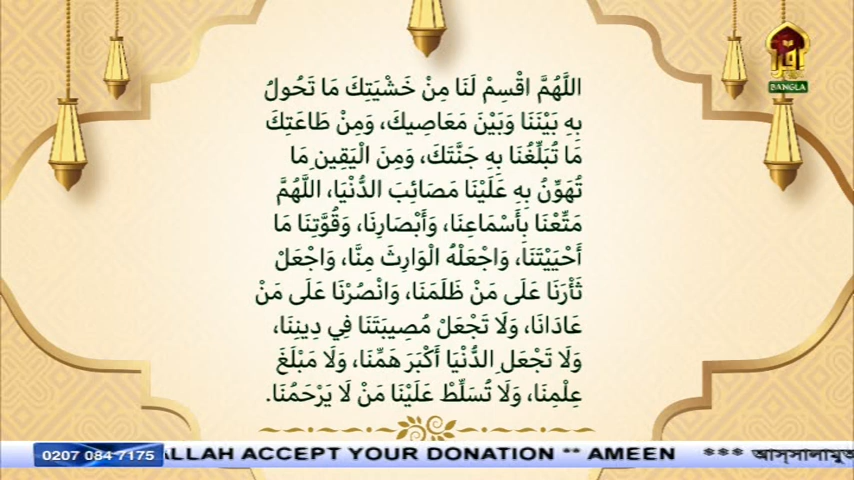 اللَّهُمَّ اقْسِمْ لَنَا مِنْ خَشْيَتِكَ مَا تَحُولُ
بِهِ بَيْنَنَا وَبَيْنَ مَعَاصِيكَ، وَمِنْ طَاعَتِكَ
مَا تُبَلِّغُنَا بِهِ جَنَّتَكَ، وَمِنَ الْيَقِينِ مَا
تُهَوِّنُ بِهِ عَلَيْنَا مَصَائِبَ الدُّنْيَا، اللَّهُمَّ
مَتِّعْنَا بِأَسْمَاعِنَا، وَأَبْصَارِنَا، وَقُوَّتِنَا مَا
أَحْيَيْتَنَا، وَاجْعَلْهُ الْوَارِثَ مِنَّا، وَاجْعَلْ
ثَأْرَنَا عَلَى مَنْ ظَلَمَنَا، وَانْصُرْنَا عَلَى مَنْ
عَادَانَا، وَلَا تَجْعَلْ مُصِيبَتَنَا فِي دِينِنَا،
وَلَا تَجْعَلِ الدُّنْيَا أَكْبَرَ هَمِّنَا، وَلَا مَبْلَغَ
عِلْمِنَا، وَلَا تُسَلِّطْ عَلَيْنَا مَنْ لَا يَرْحَمُنَا.
BANGLA
0207 084 7175 ALLAH ACCEPT YOUR DONATION ** AMEEN *** আস্সালামুআ